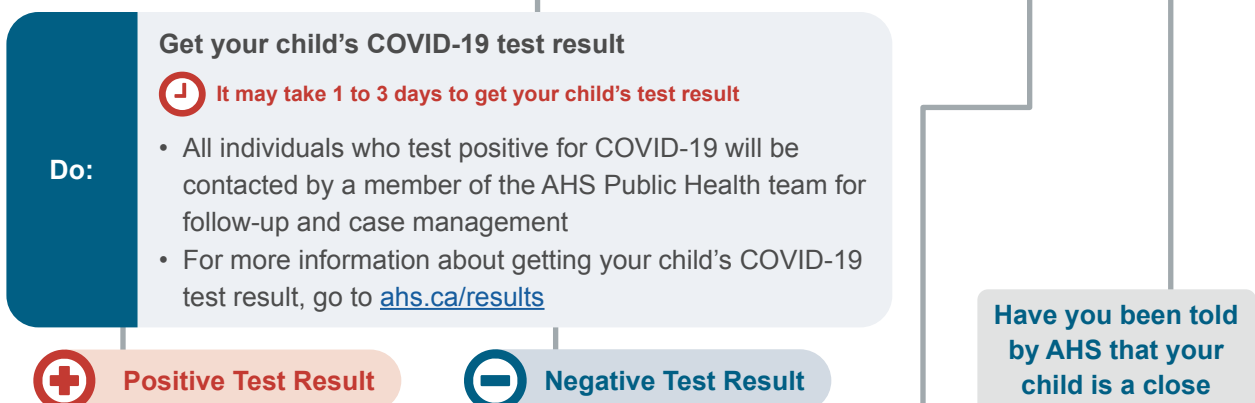 Get your child's COVID-19 test result
It may take 1 to 3 days to get your child's test result
Do:
• All individuals who test positive for COVID-19 will be
contacted by a member of the AHS Public Health team for
follow-up and case management
• For more information about getting your child's COVID-19
test result, go to ahs.ca/results
Positive Test Result
Negative Test Result
Have you been told
by AHS that your
child is a close